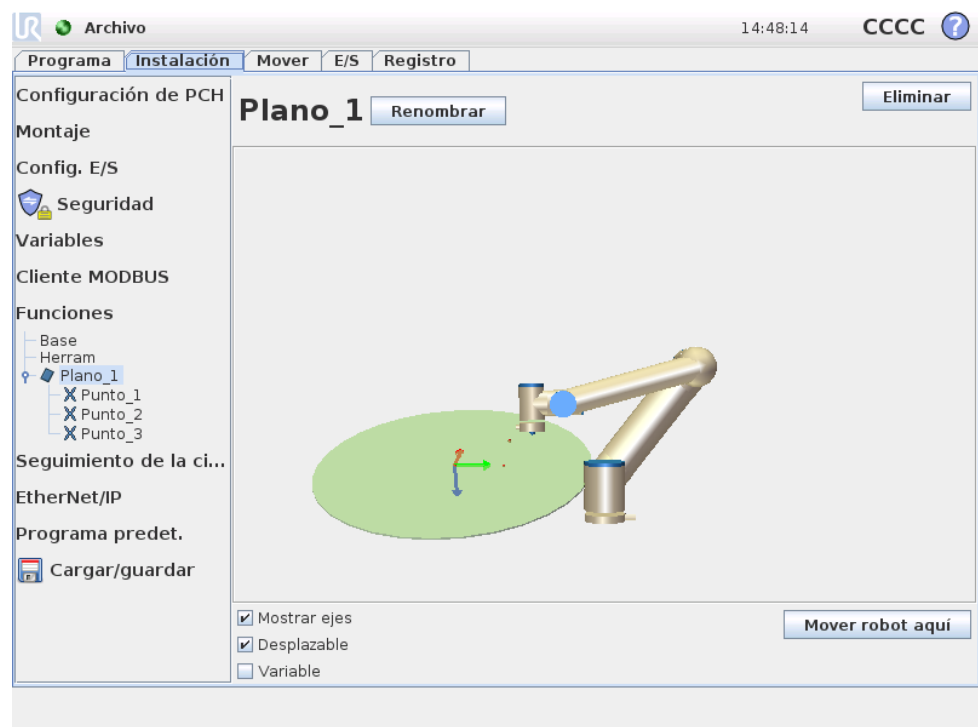 UR Archivo 14:48:14 CCCC ?
Programa Instalación Mover E/S Registro
Configuración de PCH
Montaje
Config. E/S
Seguridad
Variables
Cliente MODBUS
Funciones
Base
Herram
Plano_1
Punto_1
Punto_2
Punto_3
Seguimiento de la ci...
EtherNet/IP
Programa predet.
Cargar/guardar
Plano_1 Renombrar Eliminar
Mostrar ejes
Desplazable
Variable
Mover robot aquí